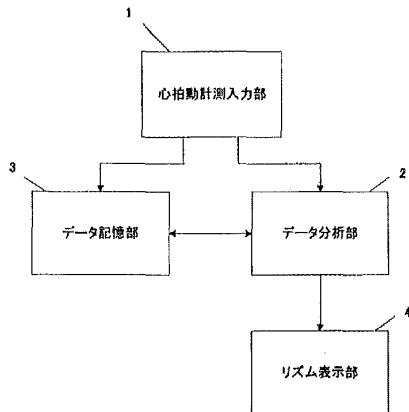 1
心拍動計測入力部
3
2
データ記憶部
データ分析部
4
リズム表示部